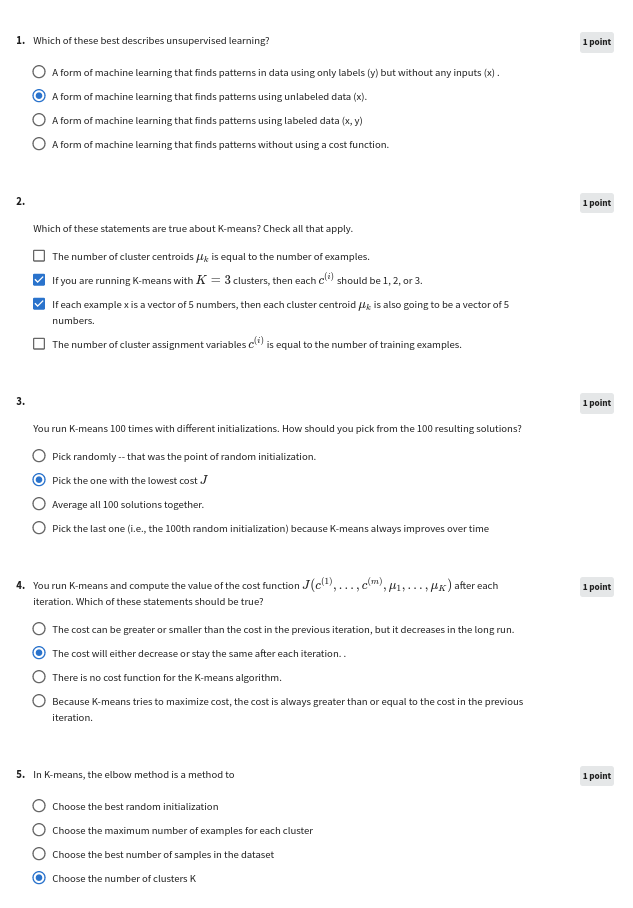 1. Which of these best describes unsupervised learning? 1 point
A form of machine learning that finds patterns in data using only labels (y) but without any inputs (x) .
A form of machine learning that finds patterns using unlabeled data (x).
A form of machine learning that finds patterns using labeled data (x, y)
A form of machine learning that finds patterns without using a cost function.
2. 1 point
Which of these statements are true about K-means? Check all that apply.
The number of cluster centroids μ_k is equal to the number of examples.
If you are running K-means with K = 3 clusters, then each c^(i) should be 1, 2, or 3.
If each example x is a vector of 5 numbers, then each cluster centroid μ_k is also going to be a vector of 5
numbers.
The number of cluster assignment variables c^(i) is equal to the number of training examples.
3. 1 point
You run K-means 100 times with different initializations. How should you pick from the 100 resulting solutions?
Pick randomly -- that was the point of random initialization.
Pick the one with the lowest cost J
Average all 100 solutions together.
Pick the last one (i.e., the 100th random initialization) because K-means always improves over time
4. You run K-means and compute the value of the cost function J(c^(1), . . . , c^(m), μ_1, . . . , μ_K) after each 1 point
iteration. Which of these statements should be true?
The cost can be greater or smaller than the cost in the previous iteration, but it decreases in the long run.
The cost will either decrease or stay the same after each iteration. .
There is no cost function for the K-means algorithm.
Because K-means tries to maximize cost, the cost is always greater than or equal to the cost in the previous
iteration.
5. In K-means, the elbow method is a method to 1 point
Choose the best random initialization
Choose the maximum number of examples for each cluster
Choose the best number of samples in the dataset
Choose the number of clusters K